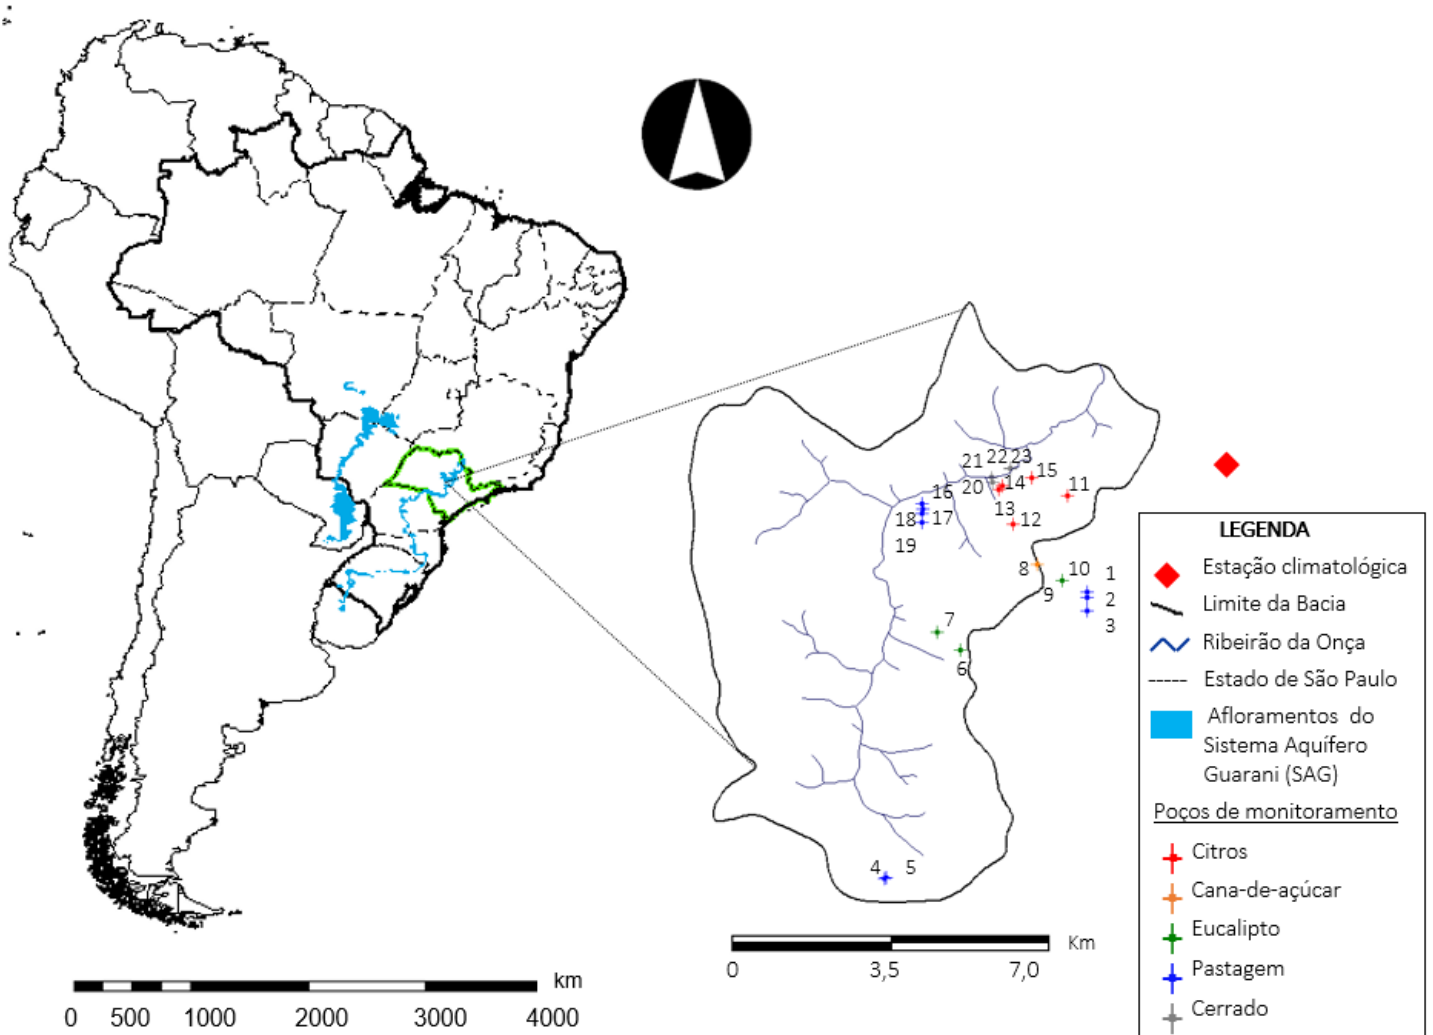 21 22 23
15
20
14
11
16
13
12
18 17
19
8
10
1
9
2
3
7
6
4
5
Km
0
3,5
7,0
km
0
500
1000
2000
3000
4000
LEGENDA
Estação climatológica
Limite da Bacia
Ribeirão da Onça
Estado de São Paulo
Afloramentos do
Sistema Aquífero
Guarani (SAG)
Poços de monitoramento
Citros
Cana-de-açúcar
Eucalipto
Pastagem
Cerrado